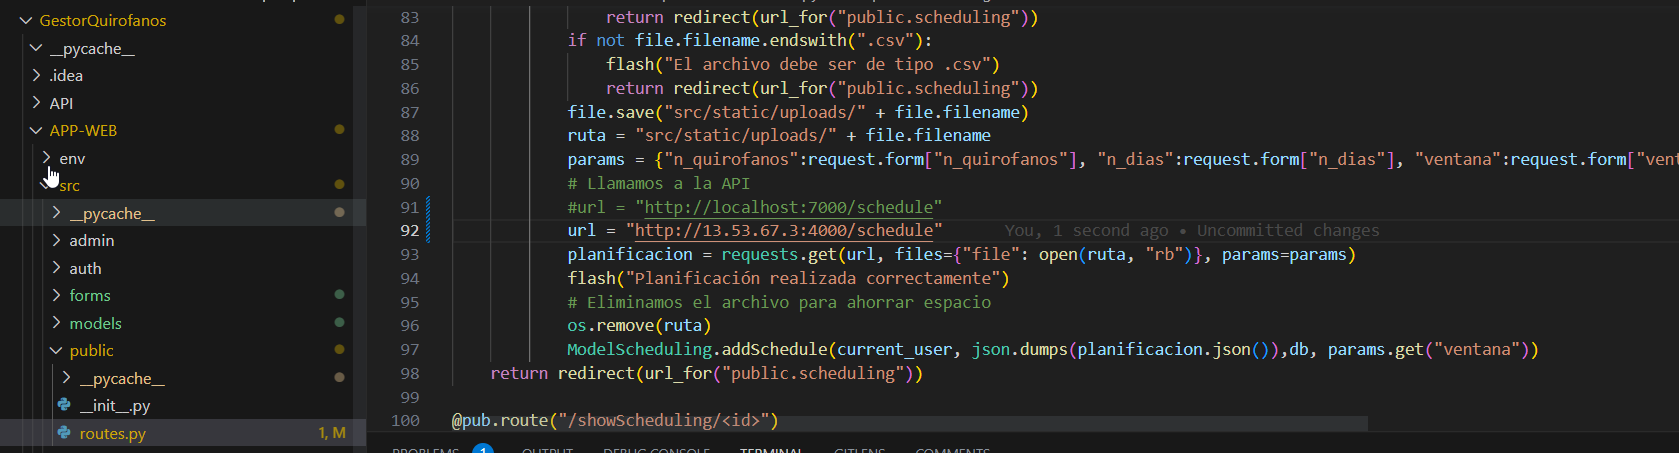 GestorQuirofanos
__pycache__
.idea
API
APP-WEB
env
src
__pycache__
admin
auth
forms
models
public
__pycache__
__init__.py
routes.py 1, M
83 return redirect(url_for("public.scheduling"))
84 if not file.filename.endswith(".csv"):
85 flash("El archivo debe ser de tipo .csv")
86 return redirect(url_for("public.scheduling"))
87 file.save("src/static/uploads/" + file.filename)
88 ruta = "src/static/uploads/" + file.filename
89 params = {"n_quirofanos":request.form["n_quirofanos"], "n_dias":request.form["n_dias"], "ventana":request.form["vent
90 # Llamamos a la API
91 #url = "http://localhost:7000/schedule"
92 url = "http://13.53.67.3:4000/schedule" You, 1 second ago • Uncommitted changes
93 planificacion = requests.get(url, files={"file": open(ruta, "rb")}, params=params)
94 flash("Planificación realizada correctamente")
95 # Eliminamos el archivo para ahorrar espacio
96 os.remove(ruta)
97 ModelScheduling.addSchedule(current_user, json.dumps(planificacion.json()),db, params.get("ventana"))
98 return redirect(url_for("public.scheduling"))
99
100 @pub.route("/showScheduling/<id>")
PROBLEMS 1 OUTPUT DEBUG CONSOLE TERMINAL GITLENS COMMENTS